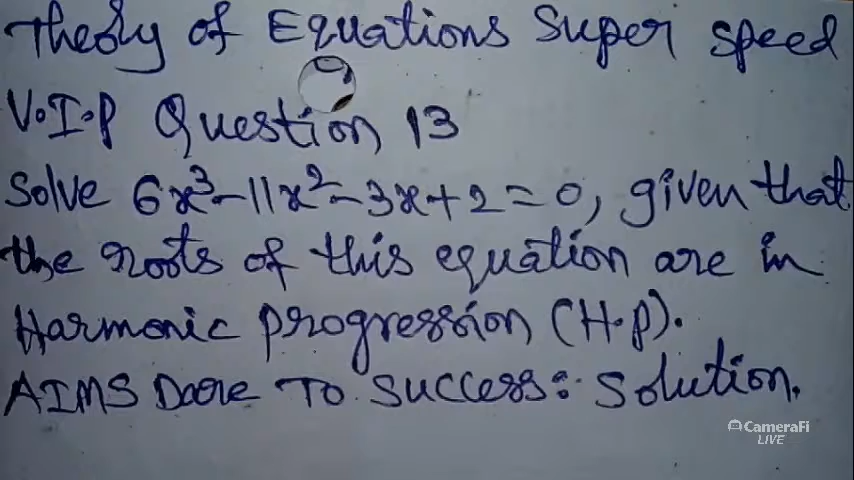 Theory of Equations Super Speed
V.I.P Question 13
Solve 6x³-11x²-3x+2=0, given that
the roots of this equation are in
Harmonic progression (H.P).
AIMS Dare To Success: Solution.
CameraFi
LIVE